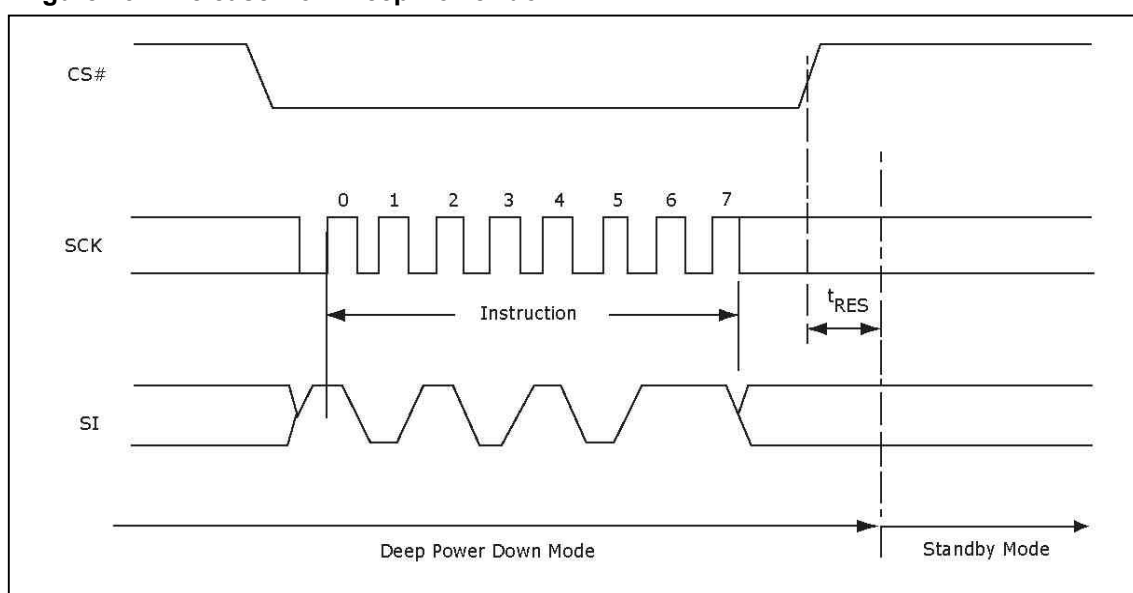 CS#
0 1 2 3 4 5 6 7
SCK
Instruction
tRES
SI
Deep Power Down Mode
Standby Mode